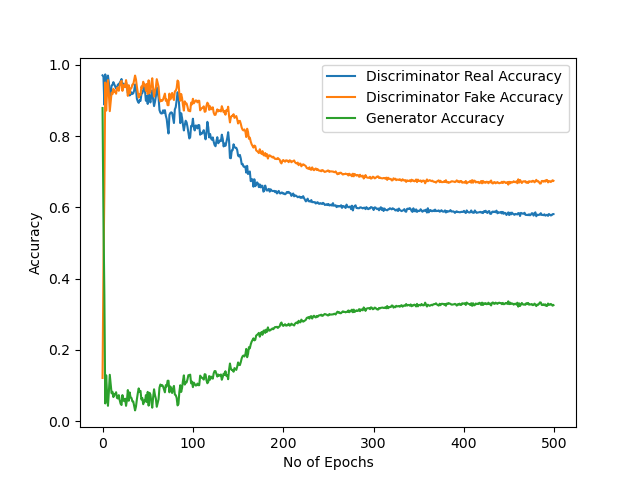 Discriminator Real Accuracy
Discriminator Fake Accuracy
Generator Accuracy
Accuracy
1.0
0.8
0.6
0.4
0.2
0.0
0 100 200 300 400 500
No of Epochs